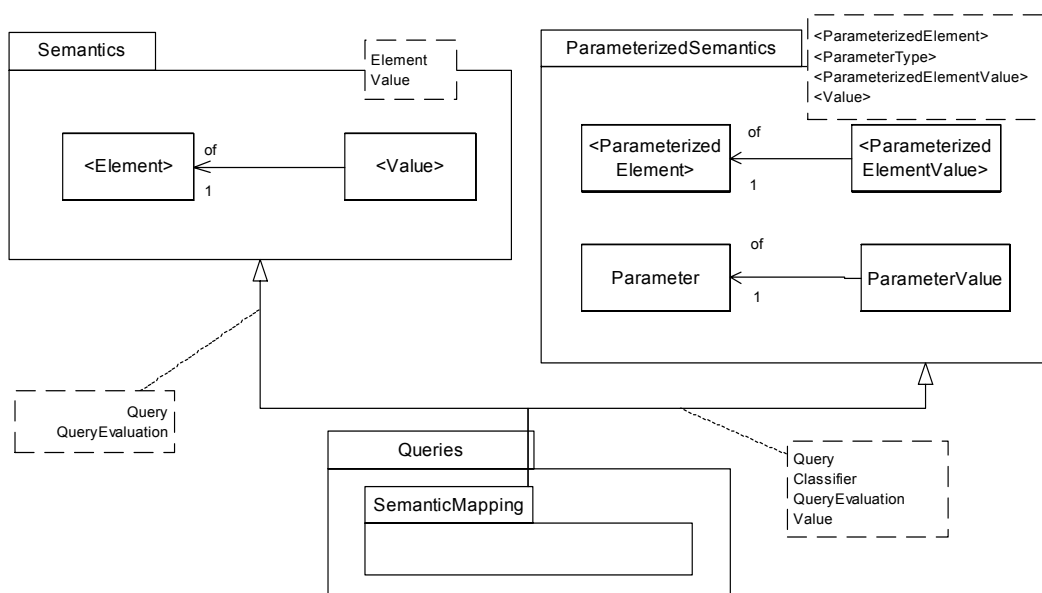 Semantics
Element
Value
<Element>
of
1
<Value>
ParameterizedSemantics
<ParameterizedElement>
<ParameterType>
<ParameterizedElementValue>
<Value>
<Parameterized
Element>
of
1
<Parameterized
ElementValue>
Parameter
of
1
ParameterValue
Query
QueryEvaluation
Queries
SemanticMapping
Query
Classifier
QueryEvaluation
Value